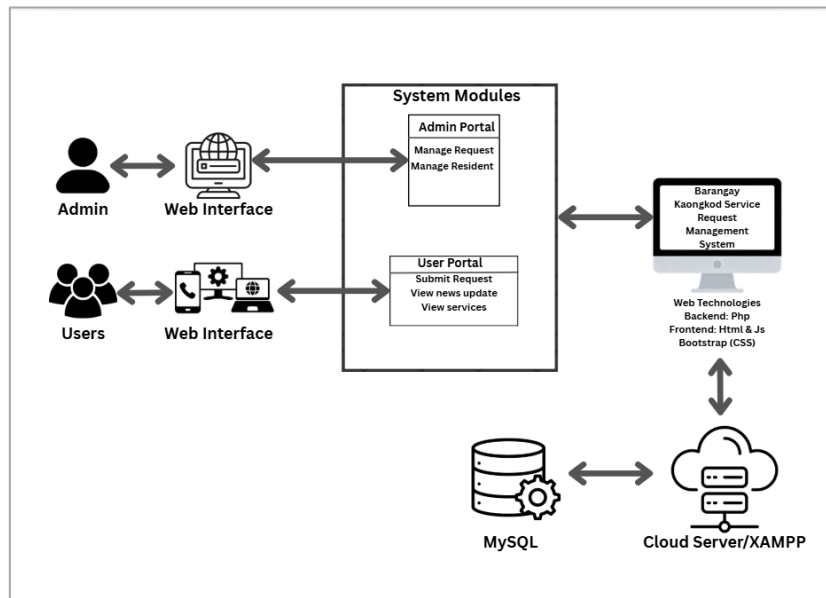 System Modules
Admin Portal
Manage Request
Manage Resident
Admin
Web Interface
User Portal
Submit Request
View news update
View services
Users
Web Interface
Barangay
Kaongkod Service
Request
Management
System
Web Technologies
Backend: Php
Frontend: Html & Js
Bootstrap (CSS)
MySQL
Cloud Server/XAMPP